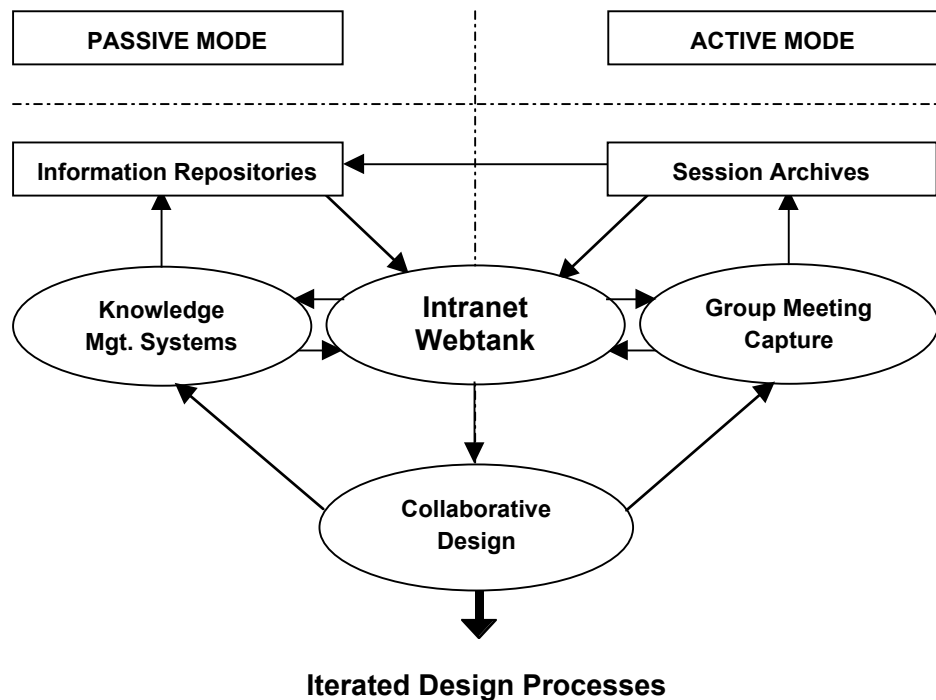 PASSIVE MODE
ACTIVE MODE
Information Repositories
Session Archives
Knowledge
Mgt. Systems
Intranet
Webtank
Group Meeting
Capture
Collaborative
Design
Iterated Design Processes